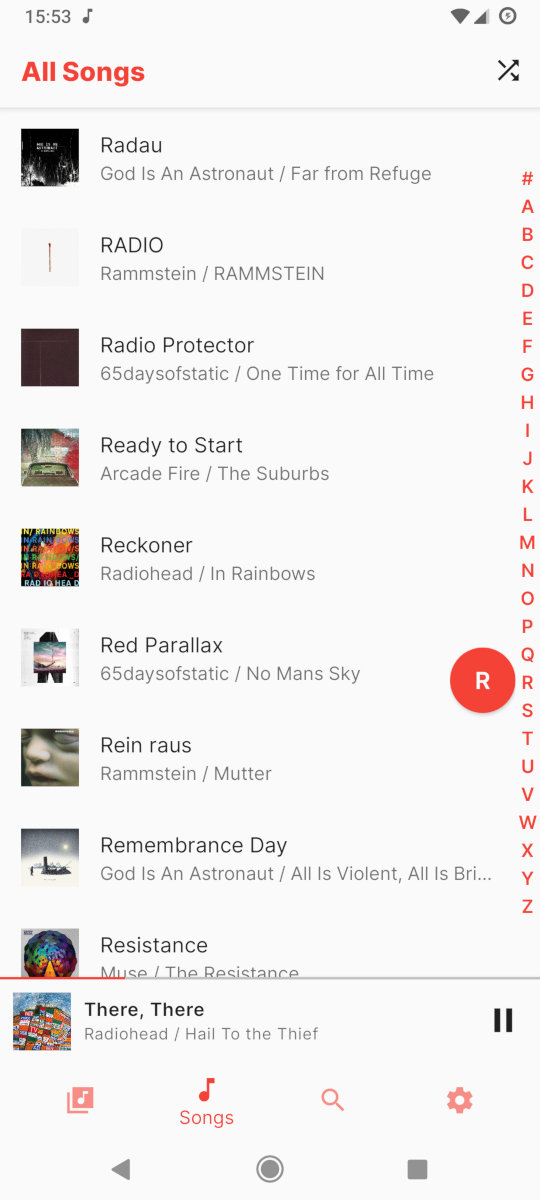 15:53
All Songs
Radau
God Is An Astronaut / Far from Refuge
RADIO
Rammstein / RAMMSTEIN
Radio Protector
65daysofstatic / One Time for All Time
Ready to Start
Arcade Fire / The Suburbs
Reckoner
Radiohead / In Rainbows
Red Parallax
65daysofstatic / No Mans Sky
Rein raus
Rammstein / Mutter
Remembrance Day
God Is An Astronaut / All Is Violent, All Is Bri...
Resistance
Muse / The Resistance
#
A
B
C
D
E
F
G
H
I
J
K
L
M
N
O
P
Q
R
R
S
T
U
V
W
X
Y
Z
There, There
Radiohead / Hail To the Thief
Songs